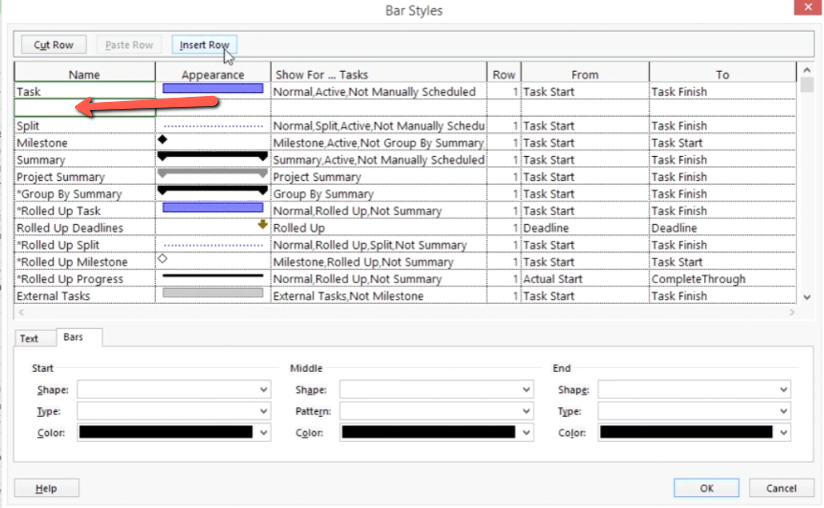 Bar Styles
Cut Row Paste Row Insert Row
Name Appearance Show For ... Tasks Row From To
Task Normal,Active,Not Manually Scheduled 1 Task Start Task Finish
Split Normal,Split,Active,Not Manually Schedu 1 Task Start Task Finish
Milestone Milestone,Active,Not Group By Summary 1 Task Start Task Start
Summary Summary,Active,Not Manually Scheduled 1 Task Start Task Finish
Project Summary Project Summary 1 Task Start Task Finish
*Group By Summary Group By Summary 1 Task Start Task Finish
*Rolled Up Task Normal,Rolled Up,Not Summary 1 Task Start Task Finish
Rolled Up Deadlines Rolled Up 1 Deadline Deadline
*Rolled Up Split Normal,Rolled Up,Split,Not Summary 1 Task Start Task Finish
*Rolled Up Milestone Milestone,Rolled Up,Not Summary 1 Task Start Task Start
*Rolled Up Progress Normal,Rolled Up,Not Summary 1 Actual Start CompleteThrough
External Tasks External Tasks,Not Milestone 1 Task Start Task Finish
Text Bars
Start Middle End
Shape: Shape: Shape:
Type: Pattern: Type:
Color: Color: Color:
Help OK Cancel